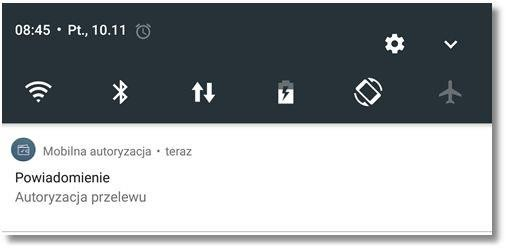 08:45 • Pt., 10.11
Mobilna autoryzacja • teraz
Powiadomienie
Autoryzacja przelewu